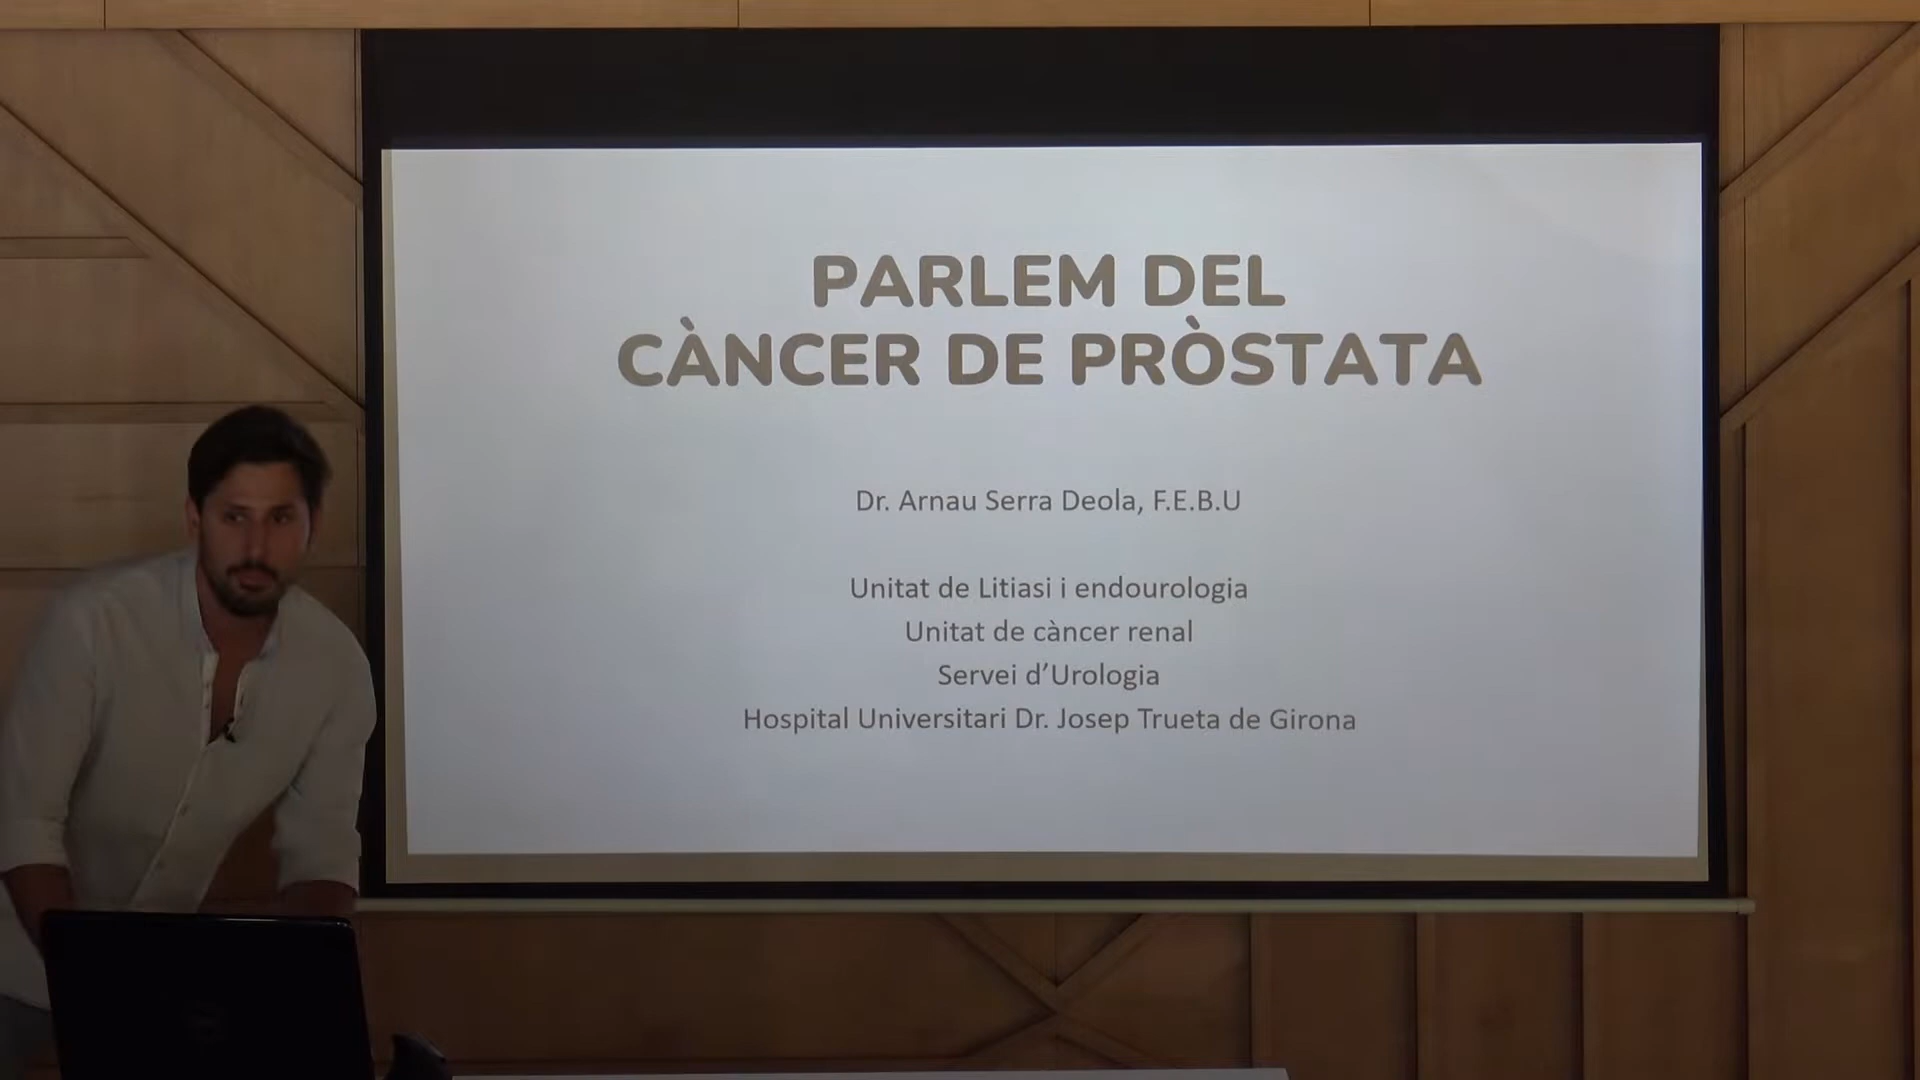 PARLEM DEL
CÀNCER DE PRÒSTATA
Dr. Arnau Serra Deola, F.E.B.U
Unitat de Litiasi i endourologia
Unitat de càncer renal
Servei d’Urologia
Hospital Universitari Dr. Josep Trueta de Girona